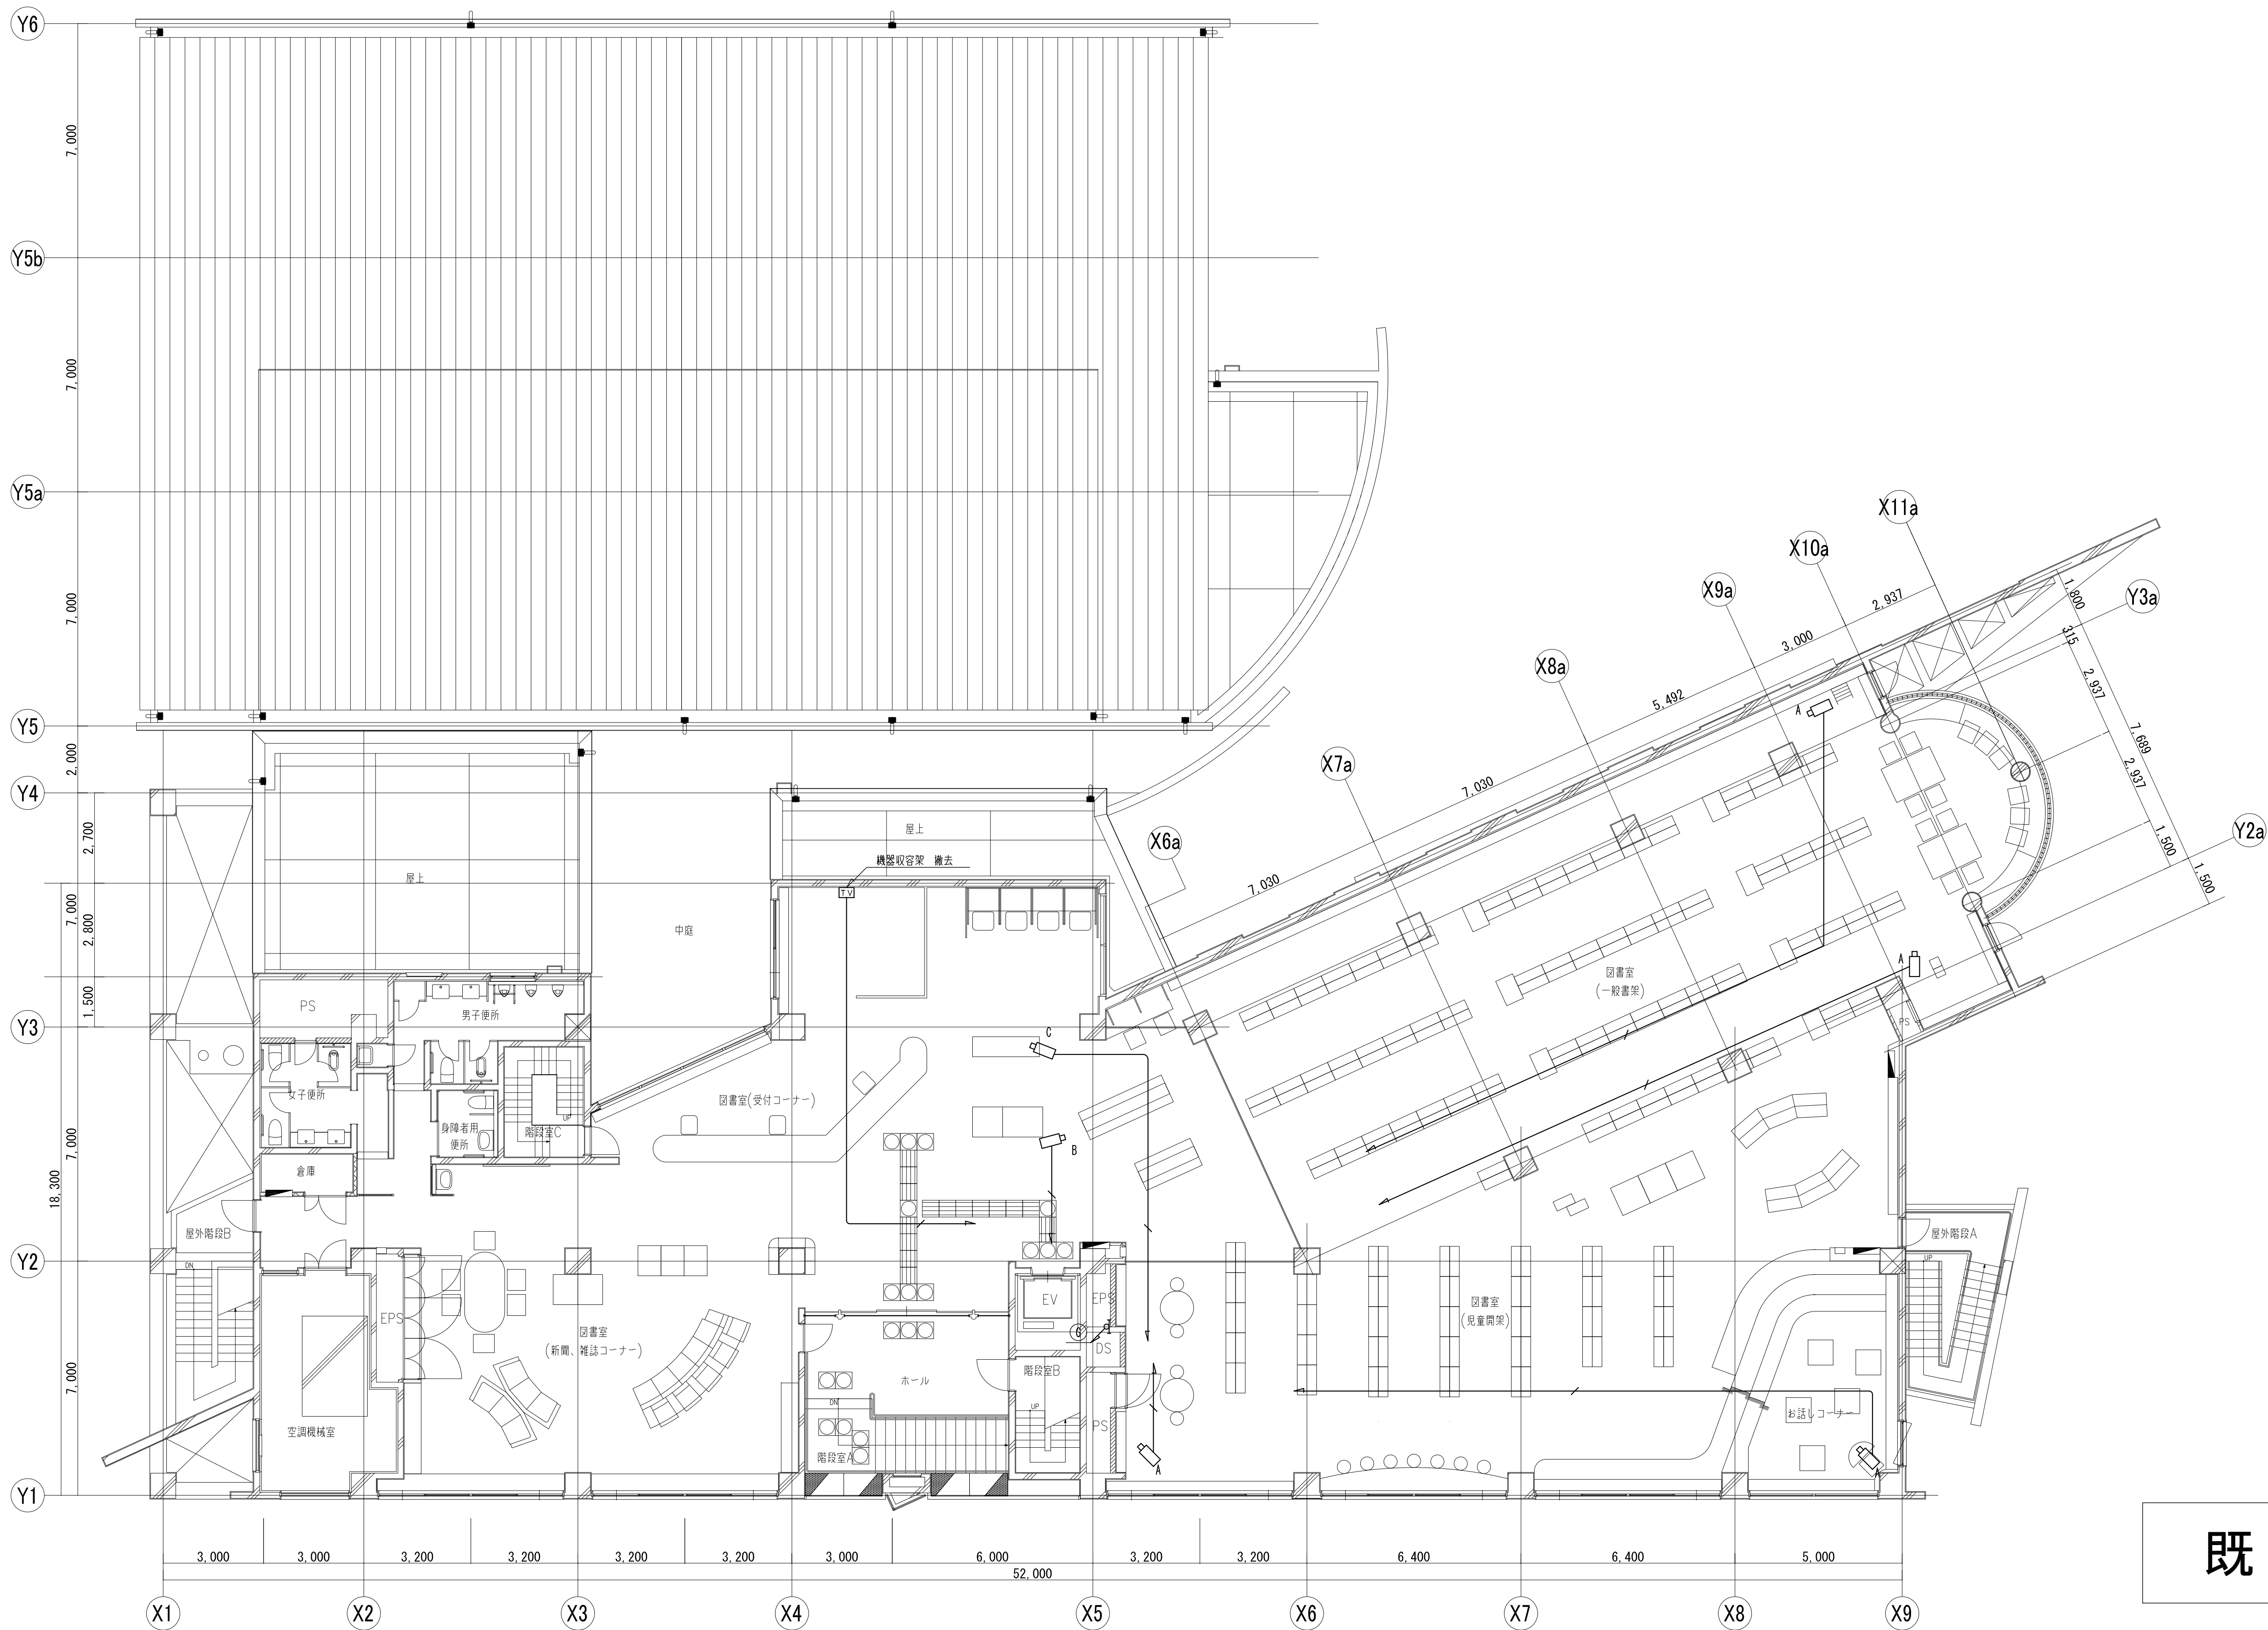 Y6
7,000
Y5b
7,000
Y5a
7,000
Y5
2,000
Y4
2,700
7,000
2,800
1,500
Y3
7,000
18,300
Y2
7,000
Y1
X11a
X10a
X9a
X8a
X7a
X6a
Y3a
Y2a
2,937
3,000
5,492
7,030
7,030
1,800
315
2,937
7,689
2,937
1,500
1,500
屋上
機器収容架 撤去
TV
屋上
中庭
A
A
図書室
(一般書架)
PS
PS
男子便所
女子便所
身障者用
便所
階段室C
UP
図書室(受付コーナー)
C
B
倉庫
屋外階段B
DN
屋外階段A
UP
EPS
図書室
(新聞、雑誌コーナー)
空調機械室
EV
EPS
6
DS
ホール
階段室B
UP
DN
階段室A
PS
A
図書室
(児童開架)
お話しコーナー
A
既
3,000
3,000
3,200
3,200
3,200
3,200
3,000
6,000
3,200
3,200
6,400
6,400
5,000
52,000
X1
X2
X3
X4
X5
X6
X7
X8
X9